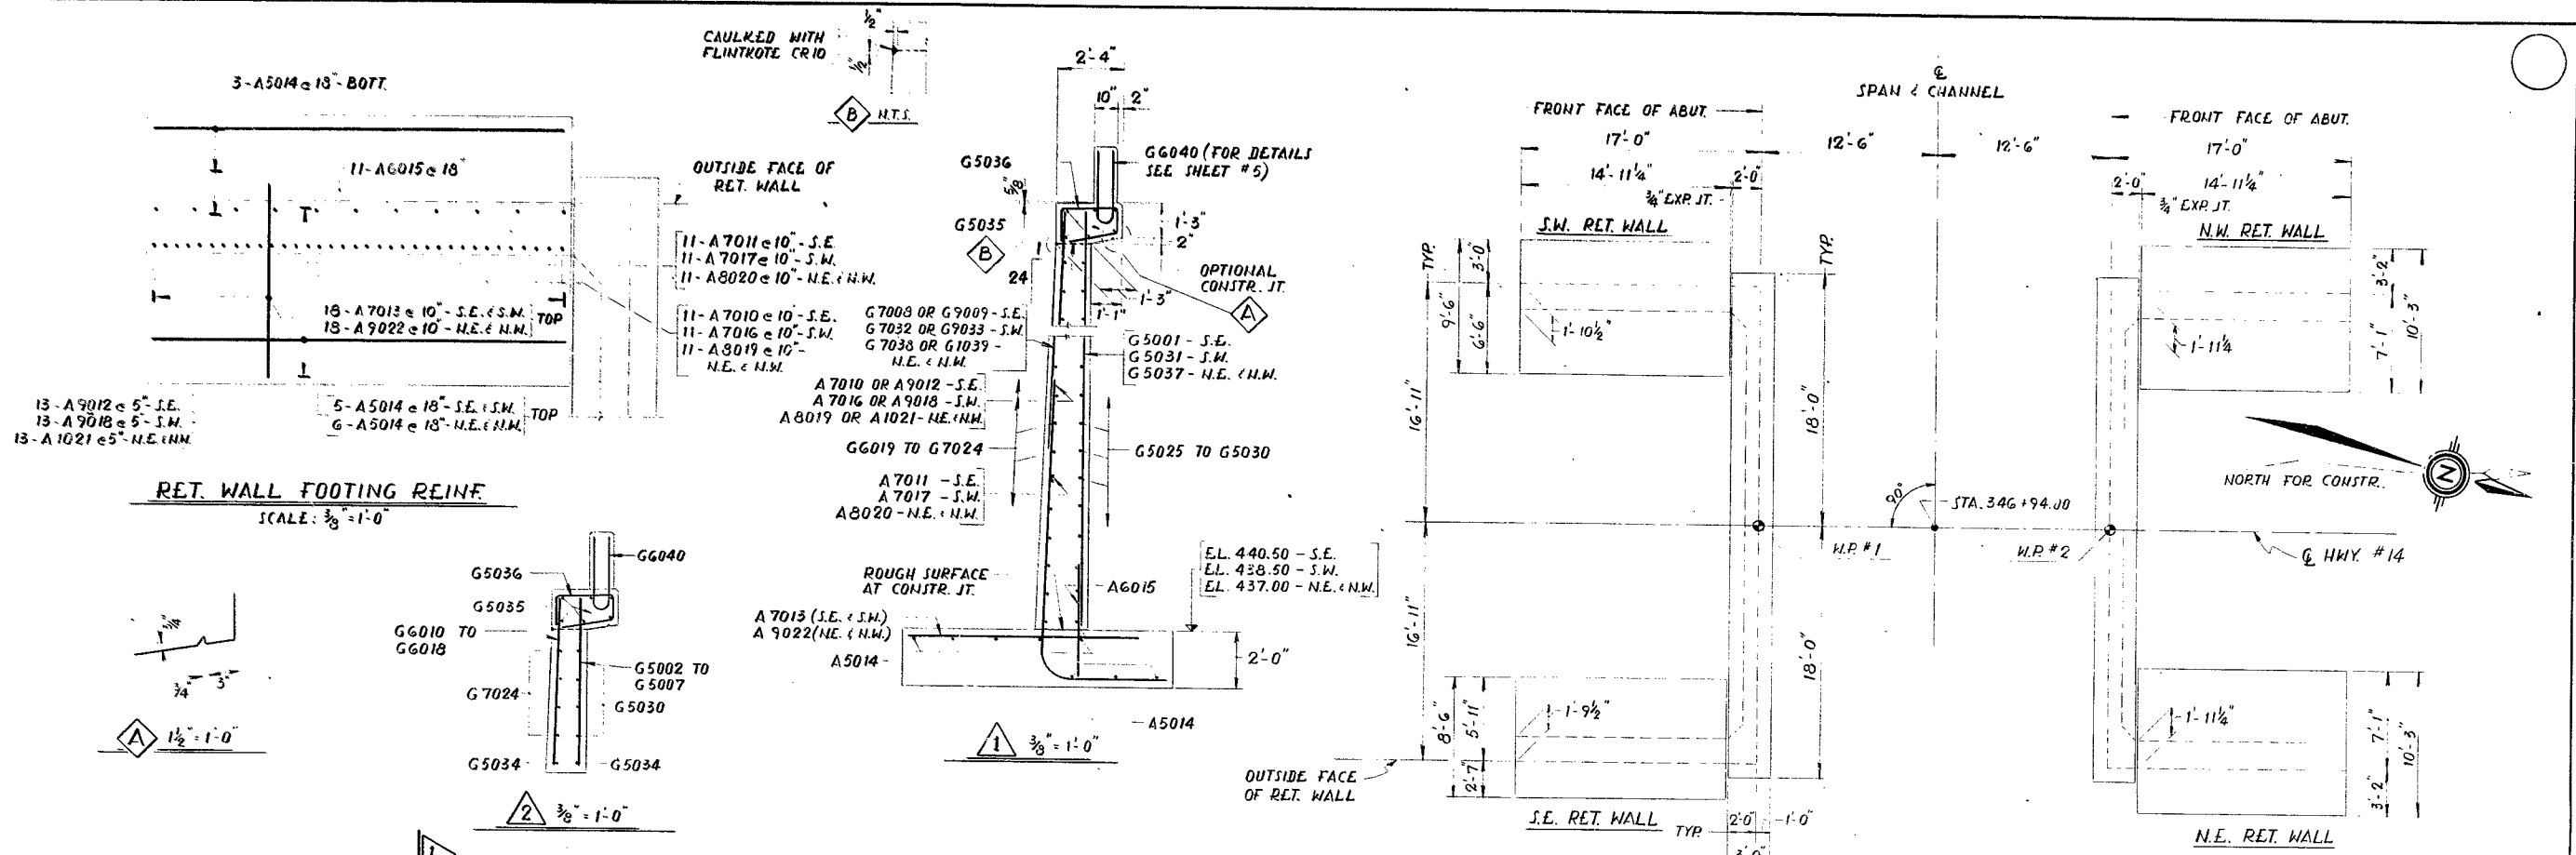 CAULKED WITH
FLINTKOTE CR10
1/2"
1/2"
B N.T.S.
3-A5014 @ 18"-BOTT.
11-A6015 @ 18"
OUTSIDE FACE OF
RET. WALL
11-A7011 @ 10"-S.E.
11-A7017 @ 10"-S.W.
11-A8020 @ 10"-N.E. & N.W.
18-A7013 @ 10"-S.E. & S.W.
18-A9022 @ 10"-N.E. & N.W.
TOP
11-A7010 @ 10"-S.E.
11-A7016 @ 10"-S.W.
11-A8019 @ 10"-
N.E. & N.W.
13-A9012 @ 5"-S.E.
13-A9018 @ 5"-S.W.
13-A1021 @ 5"-N.E. & N.W.
5-A5014 @ 18"-S.E. & S.W.
6-A5014 @ 18"-N.E. & N.W.
TOP
RET. WALL FOOTING REINF.
SCALE: 3/8"=1'-0"
3/4" 3"
A 1 1/2"=1'-0"
G6040
G5036
G5035
G6010 TO
G6018
G5002 TO
G5007
G7024
G5030
G5034
G5034
2 3/8"=1'-0"
2'-4"
10" 2"
G5036
G6040 (FOR DETAILS
SEE SHEET #5)
5/8"
G5035
B
1'-3"
2"
1
24
OPTIONAL
CONSTR. JT.
1'-3"
1'-1"
A
G7008 OR G9009-S.E.
G7032 OR G9033-S.W.
G7038 OR G1039-
N.E. & N.W.
G5001 - S.E.
G5031 - S.W.
G5037 - N.E. & N.W.
A7010 OR A9012-S.E.
A7016 OR A9018-S.W.
A8019 OR A1021-N.E. & N.W.
G6019 TO G7024
G5025 TO G5030
A7011 -S.E.
A7017 -S.W.
A8020-N.E. & N.W.
ROUGH SURFACE
AT CONSTR. JT.
A6015
EL. 440.50 - S.E.
EL. 438.50 - S.W.
EL. 437.00 - N.E. & N.W.
A7013 (S.E. & S.W.)
A9022 (N.E. & N.W.)
A5014
2'-0"
A5014
1 3/8"=1'-0"
℄
SPAN & CHANNEL
FRONT FACE OF ABUT.
FRONT FACE OF ABUT.
17'-0"
12'-6"
12'-6"
17'-0"
14'-11 1/4"
2'-0"
2'-0"
14'-11 1/4"
3/4" EXP. JT.
3/4" EXP. JT.
S.W. RET. WALL
N.W. RET. WALL
TYP.
3'-0"
9'-6"
6'-6"
1'-10 1/2"
TYP.
3'-2"
7'-1"
10'-3"
1'-11 1/4
16'-11"
18'-0"
90°
STA. 346+94.00
W.P. #1
W.P. #2
℄ HWY. #14
N
NORTH FOR CONSTR.
16'-11"
18'-0"
8'-6"
5'-11"
2'-7"
1'-9 1/2"
1'-11 1/4"
7'-1"
3'-2"
10'-3"
OUTSIDE FACE
OF RET. WALL
S.E. RET. WALL
TYP.
2'-0"
1'-0"
3'-0"
N.E. RET. WALL
1